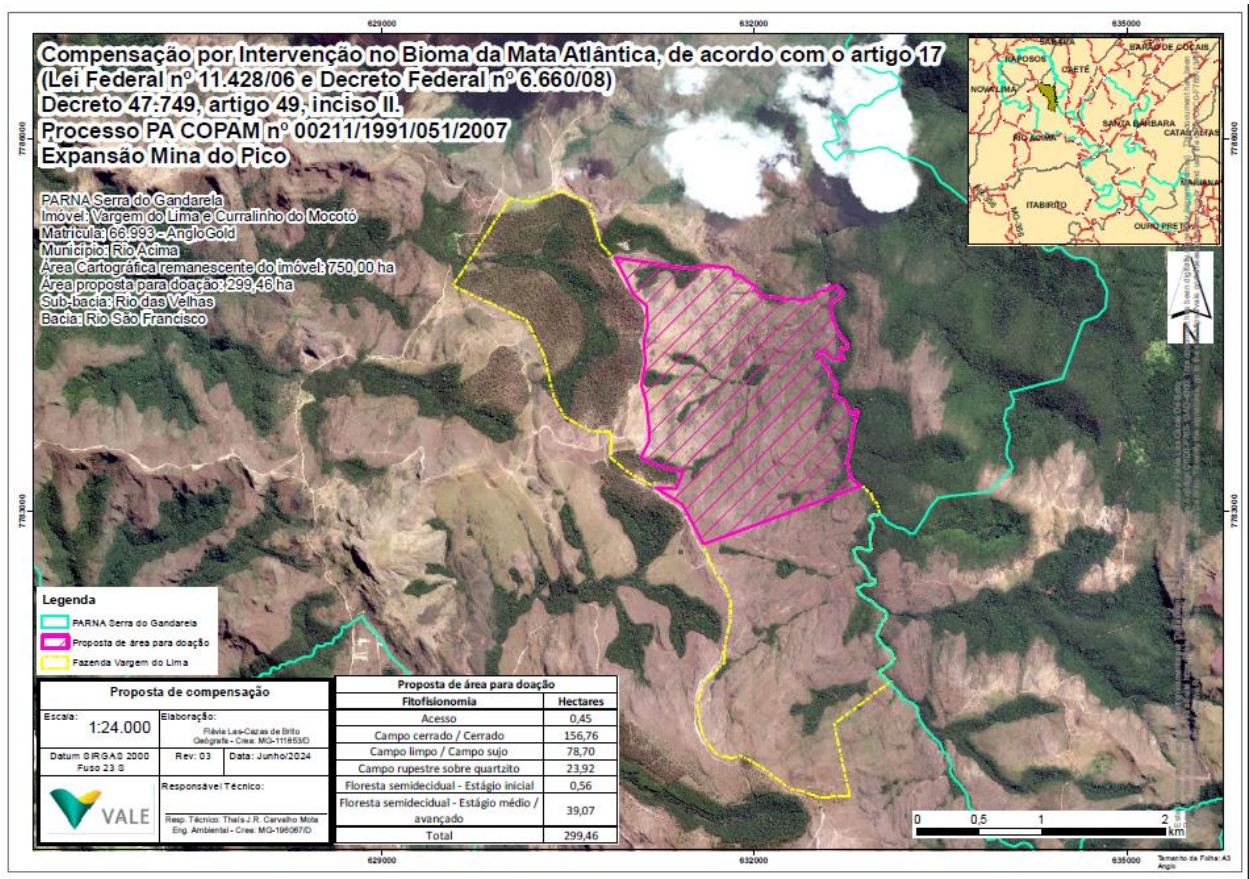 629000
632000
635000
Compensação por Intervenção no Bioma da Mata Atlântica, de acordo com o artigo 17
(Lei Federal nº 11.428/06 e Decreto Federal nº 6.660/08)
Decreto 47.749, artigo 49, inciso II.
Processo PA COPAM nº 00211/1991/051/2007
Expansão Mina do Pico
PARNA Serra do Gandarela
Imóvel: Vargem do Lima e Curralinho do Mocotó
Matrícula: 66.993 - AngloGold
Município: Rio Acima
Área Cartográfica remanescente do imóvel: 750,00 ha
Área proposta para doação: 299,46 ha
Sub-bacia: Rio das Velhas
Bacia: Rio São Francisco
SABARÁ
BARÃO DE COCAIS
RAPOSOS
CAETÉ
NOVA LIMA
SANTA BÁRBARA
CATAS ALTAS
RIO ACIMA
MARIANA
ITABIRITO
OURO PRETO
MG-356
N
7786000
7786000
7783000
7783000
Legenda
PARNA Serra do Gandarela
Proposta de área para doação
Fazenda Vargem do Lima
Proposta de compensação
Escala: 1:24.000
Elaboração:
Flávia Las-Cazas de Brito
Geógrafa - Crea: MG-111853/D
Datum SIRGAS 2000
Fuso 23 S
Rev: 03
Data: Junho/2024
VALE
Responsável Técnico:
Resp. Técnico: Thaís J.R. Carvalho Mota
Eng. Ambiental - Crea: MG-196067/D
Proposta de área para doação
Fitofisionomia Hectares
Acesso 0,45
Campo cerrado / Cerrado 156,76
Campo limpo / Campo sujo 78,70
Campo rupestre sobre quartzito 23,92
Floresta semidecidual - Estágio inicial 0,56
Floresta semidecidual - Estágio médio /
avançado 39,07
Total 299,46
0 0,5 1 2
km
629000
632000
635000
Tamanho da Folha: A3
Anglo